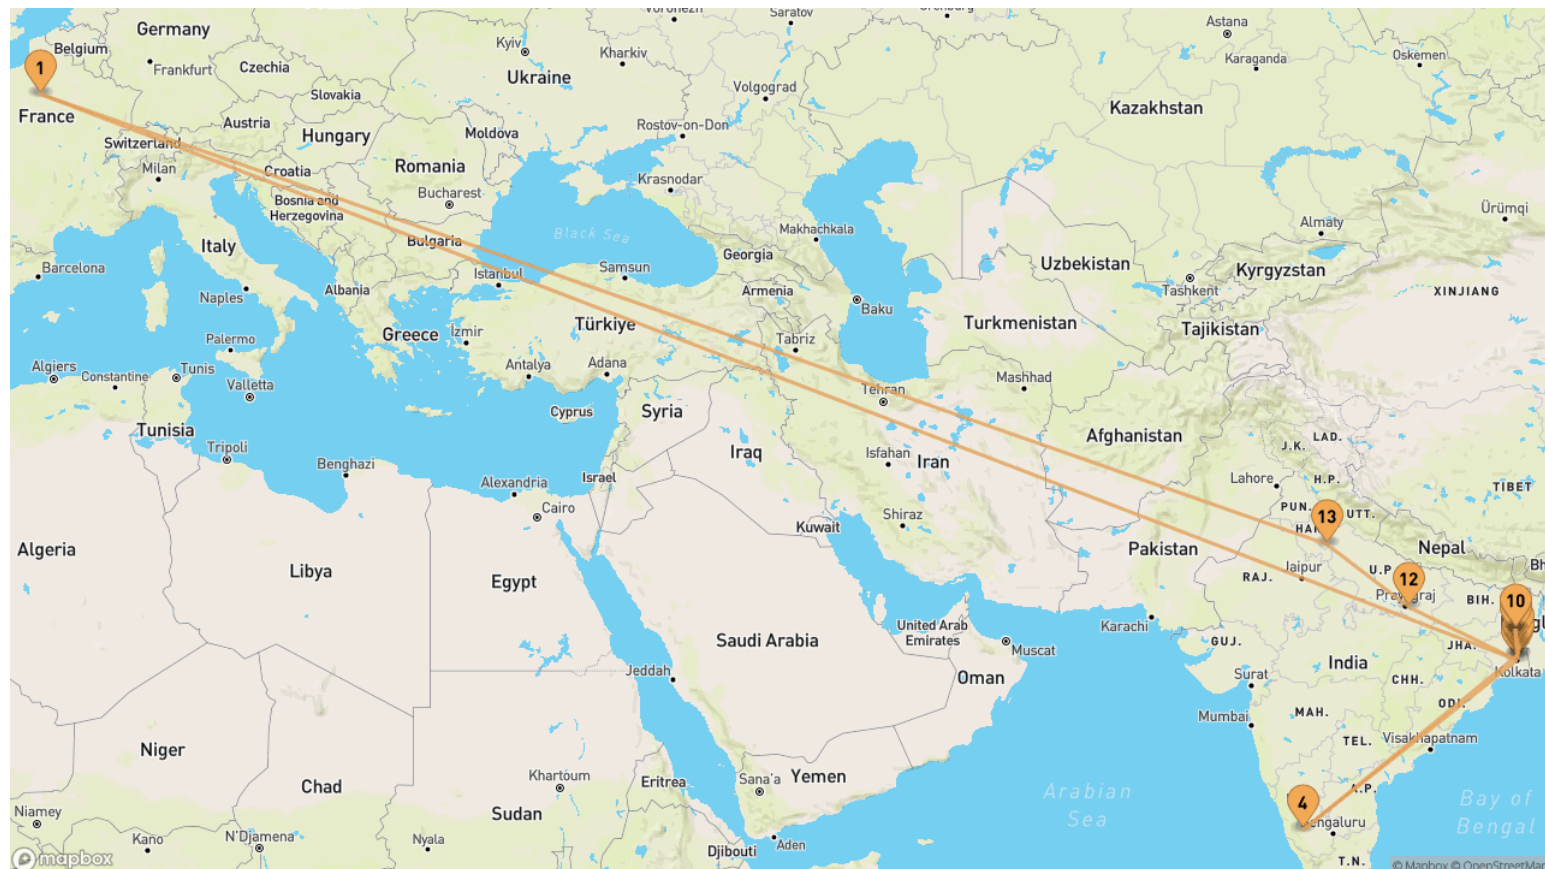 Voronezh
Saratov
Orenburg
Germany
Astana
Kyiv
Belgium
Kharkiv
Karaganda
Oskemen
1
Frankfurt
Czechia
Ukraine
Volgograd
Slovakia
Kazakhstan
France
Austria
Rostov-on-Don
Hungary
Moldova
Switzerland
Milan
Croatia
Romania
Krasnodar
Bucharest
Bosnia and
Herzegovina
Ürümqi
Almaty
Makhachkala
Black Sea
Bulgaria
Italy
Georgia
Uzbekistan
Kyrgyzstan
Barcelona
Istanbul
Samsun
Albania
Armenia
Tashkent
XINJIANG
Naples
Baku
Greece
İzmir
Türkiye
Turkmenistan
Tajikistan
Palermo
Tabriz
Algiers
Constantine
Tunis
Antalya
Adana
Mashhad
Valletta
Tehran
Cyprus
Syria
Tunisia
Afghanistan
LAD.
J.K.
Tripoli
Iraq
Isfahan
Iran
Benghazi
Israel
Alexandria
Lahore
H.P.
TIBET
Cairo
Shiraz
PUN.
UTT.
13
Kuwait
Algeria
Pakistan
Nepal
Libya
Egypt
Jaipur
RAJ.
U.P.
12
BIH.
10
Karachi
United Arab
Emirates
Saudi Arabia
Muscat
GUJ.
JHA.
India
Jeddah
Oman
Surat
CHH.
Kolkata
ODI.
Mumbai
MAH.
TEL.
Visakhapatnam
Niger
Chad
Khartoum
Eritrea
Sana'a
Yemen
Arabian
Sea
A.P.
4
Bay of
Bengal
Niamey
Sudan
Kano
N'Djamena
Nyala
Djibouti
Aden
T.N.
mapbox
© Mapbox © OpenStreetMap